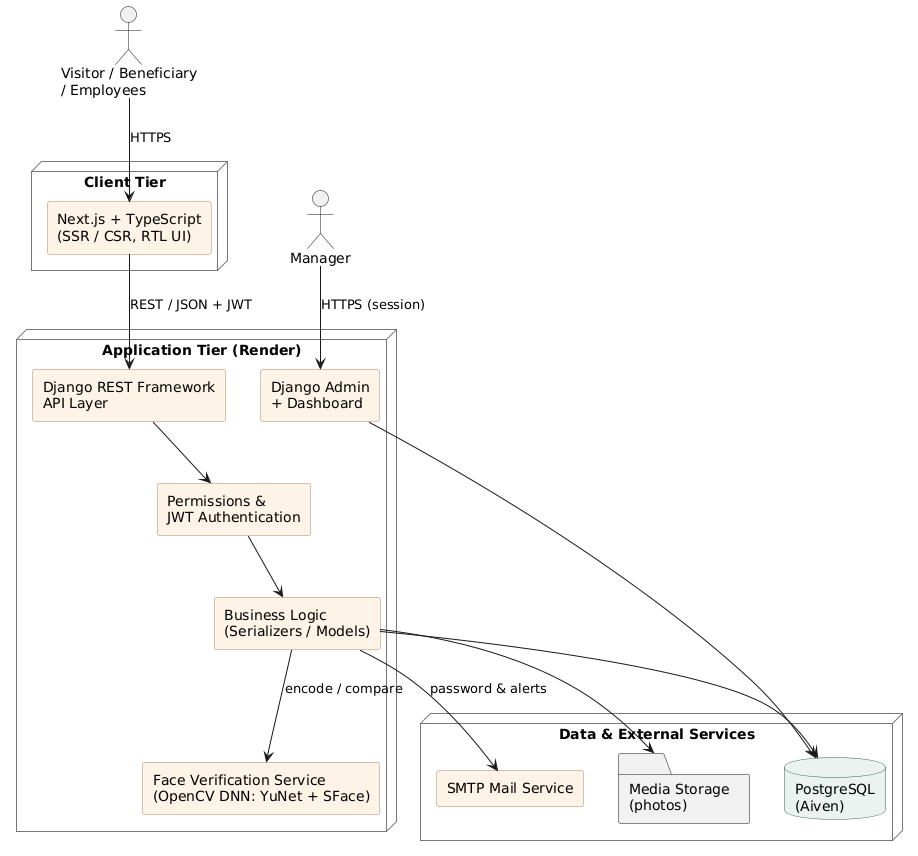 Visitor / Beneficiary
/ Employees
HTTPS
Client Tier
Next.js + TypeScript
(SSR / CSR, RTL UI)
Manager
REST / JSON + JWT
HTTPS (session)
Application Tier (Render)
Django REST Framework
API Layer
Django Admin
+ Dashboard
Permissions &
JWT Authentication
Business Logic
(Serializers / Models)
encode / compare
password & alerts
Face Verification Service
(OpenCV DNN: YuNet + SFace)
Data & External Services
SMTP Mail Service
Media Storage
(photos)
PostgreSQL
(Aiven)